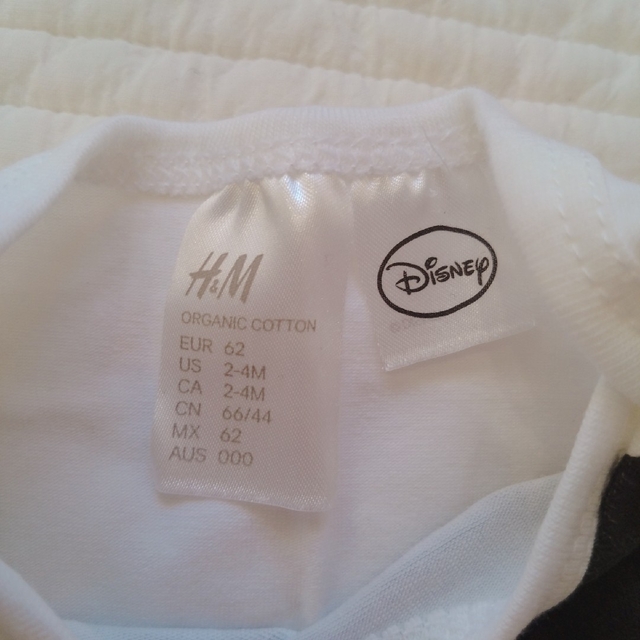 H&M
ORGANIC COTTON
EUR 62
US 2-4M
CA 2-4M
CN 66/44
MX 62
AUS 000
DISNEY